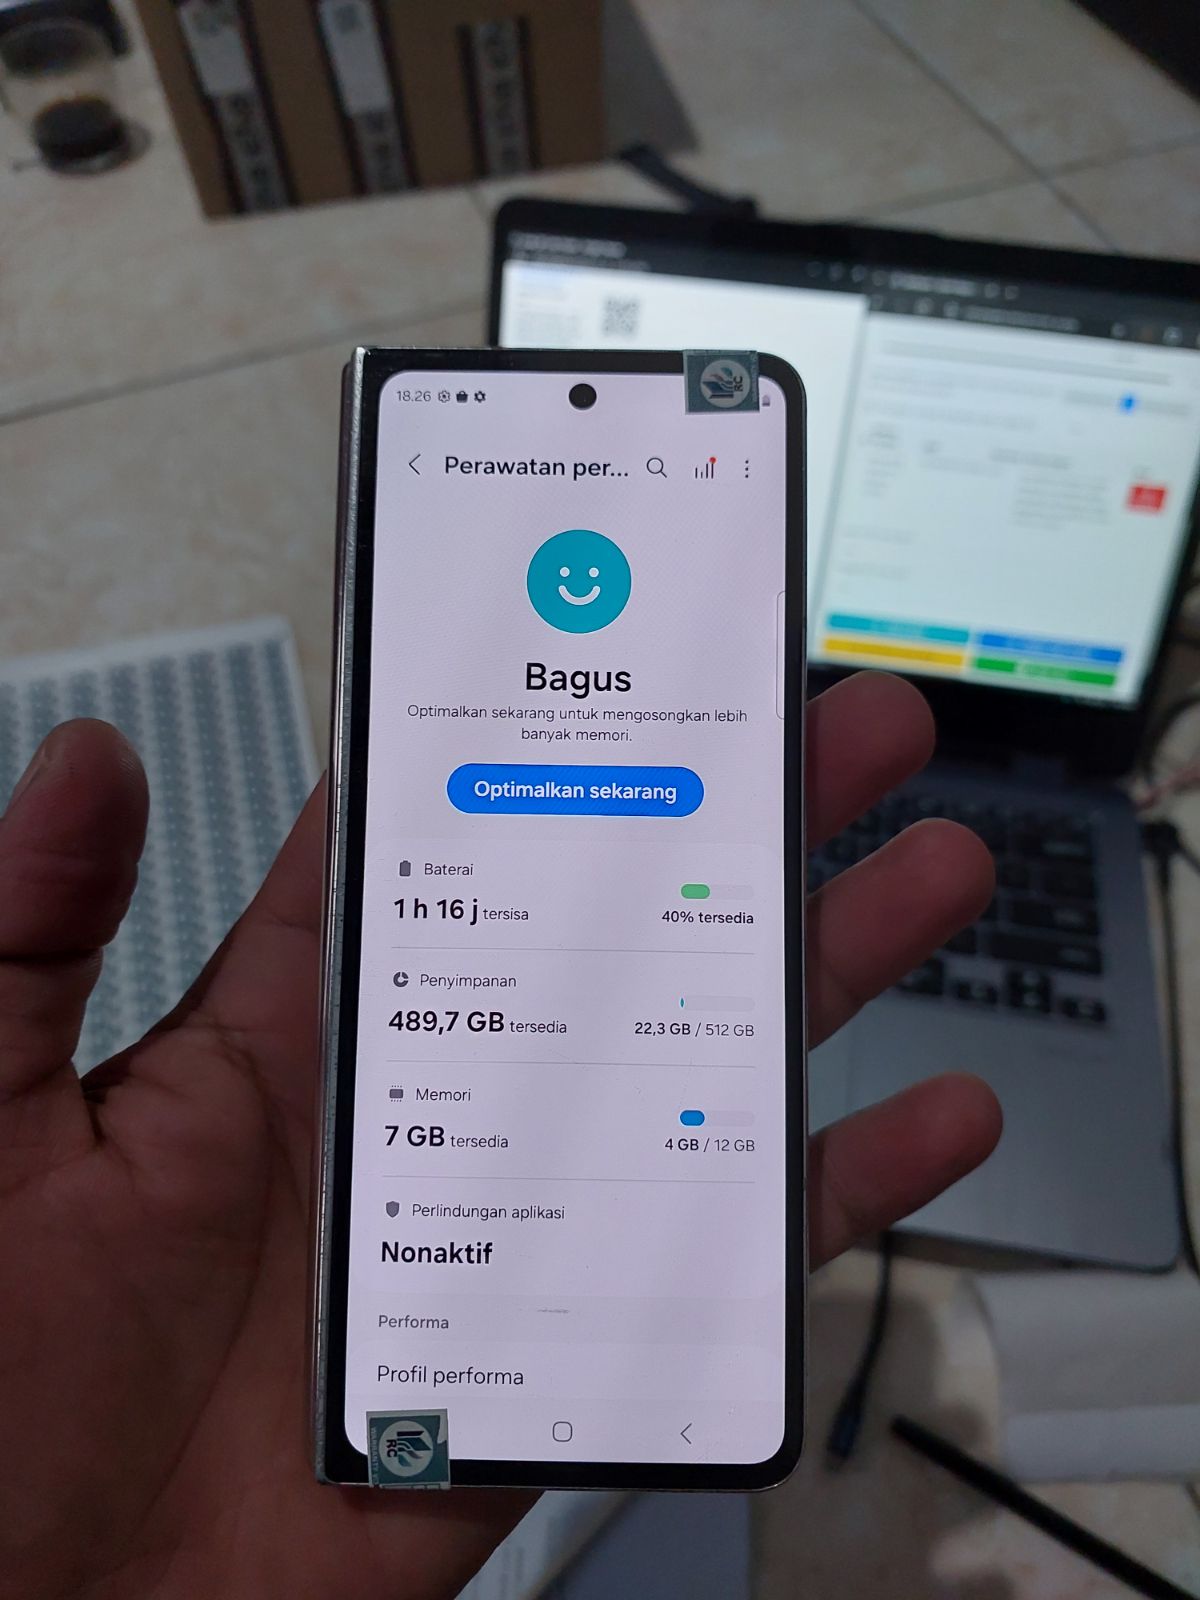 18.26
Perawatan per...
Bagus
Optimalkan sekarang untuk mengosongkan lebih
banyak memori.
Optimalkan sekarang
Baterai
1 h 16 j tersisa
40% tersedia
Penyimpanan
489,7 GB tersedia
22,3 GB / 512 GB
Memori
7 GB tersedia
4 GB / 12 GB
Perlindungan aplikasi
Nonaktif
Performa
Profil performa
RC
RC